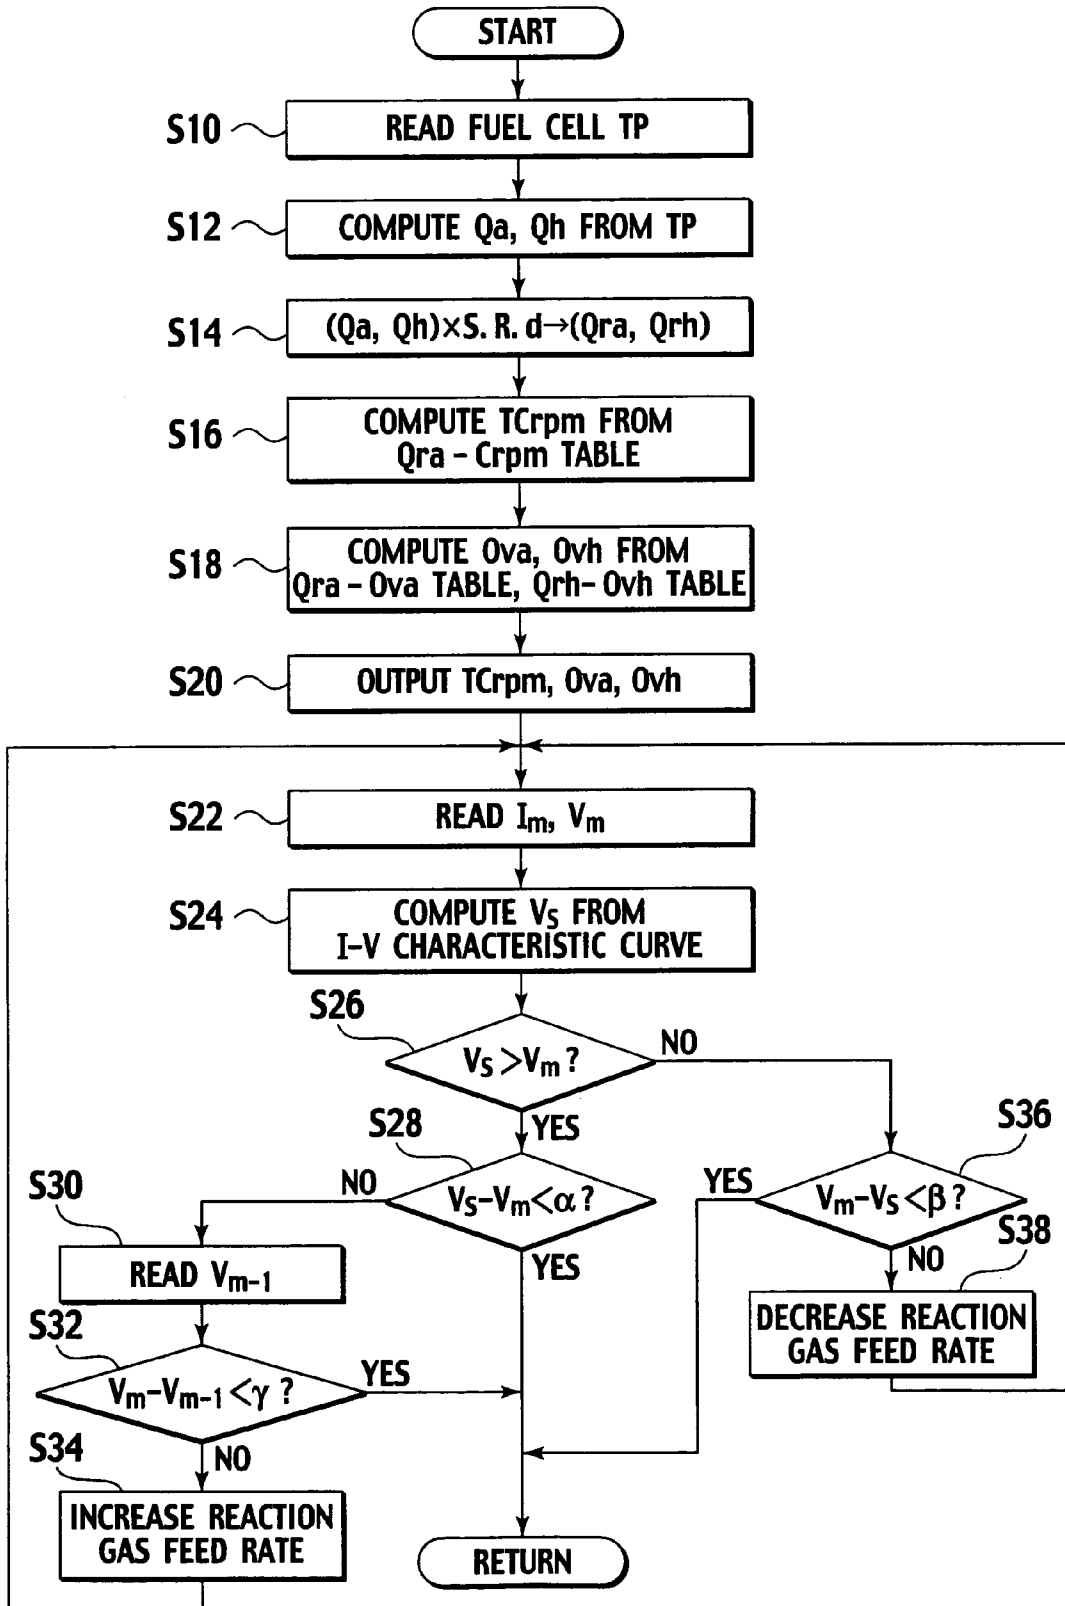 START
S10
READ FUEL CELL TP
S12
COMPUTE Qa, Qh FROM TP
S14
(Qa, Qh)×S. R. d→(Qra, Qrh)
S16
COMPUTE TCrpm FROM
Qra – Crpm TABLE
S18
COMPUTE Ova, Ovh FROM
Qra – Ova TABLE, Qrh– Ovh TABLE
S20
OUTPUT TCrpm, Ova, Ovh
S22
READ Im, Vm
S24
COMPUTE VS FROM
I–V CHARACTERISTIC CURVE
S26
VS >Vm ?
NO
YES
S28
VS–Vm <α ?
NO
YES
S36
Vm–VS <β ?
YES
NO
S30
READ Vm–1
S38
DECREASE REACTION
GAS FEED RATE
S32
Vm–Vm–1 <γ ?
YES
NO
S34
INCREASE REACTION
GAS FEED RATE
RETURN